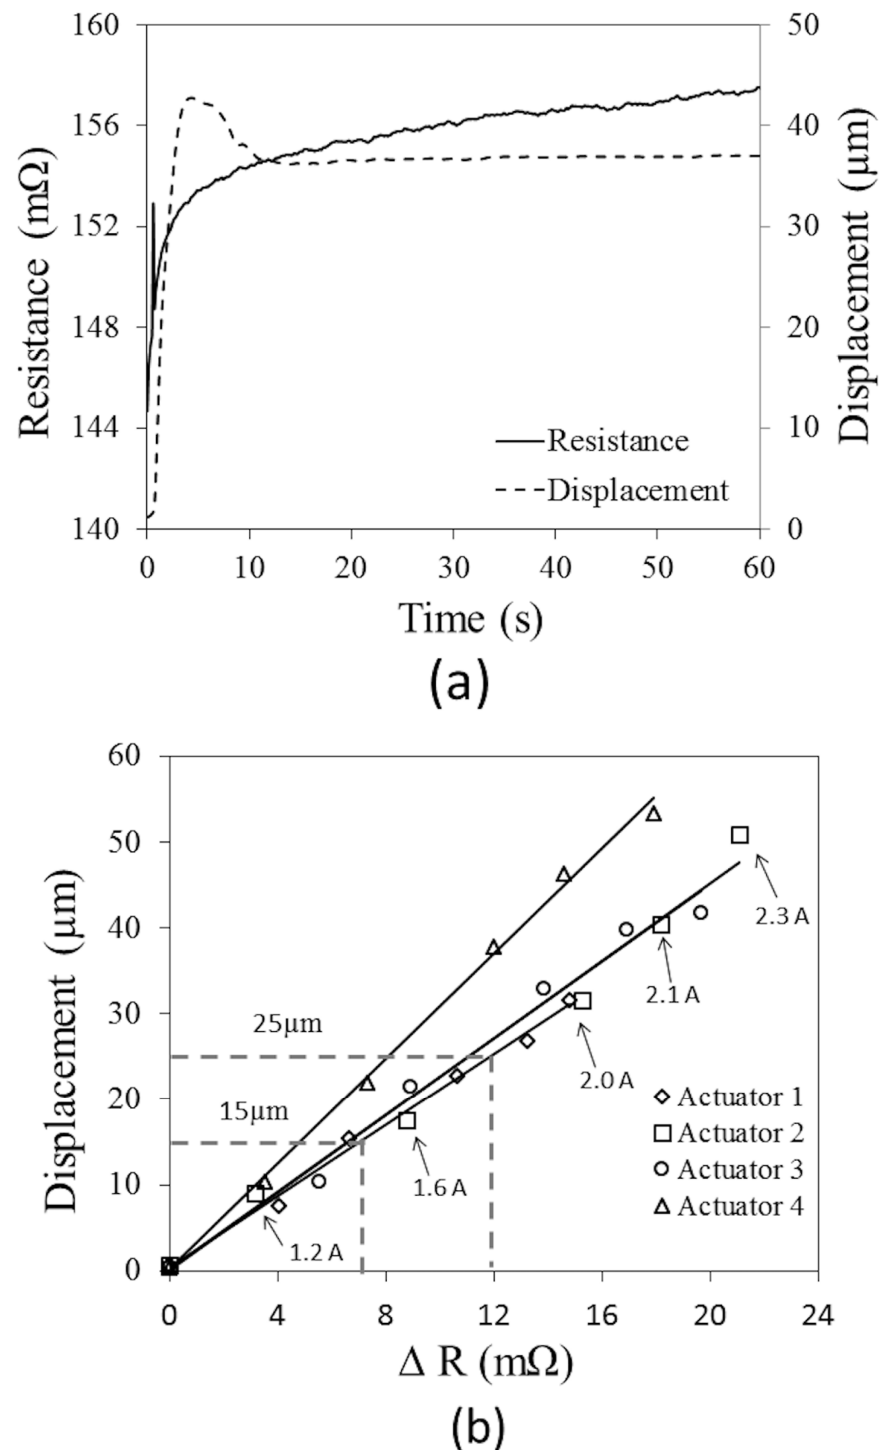 160
156
152
148
144
140
Resistance (mΩ)
50
40
30
20
10
0
Displacement (μm)
Resistance
Displacement
0 10 20 30 40 50 60
Time (s)
(a)
60
50
40
30
20
10
0
Displacement (μm)
25μm
15μm
2.3 A
2.1 A
2.0 A
1.6 A
1.2 A
Actuator 1
Actuator 2
Actuator 3
Actuator 4
0 4 8 12 16 20 24
Δ R (mΩ)
(b)